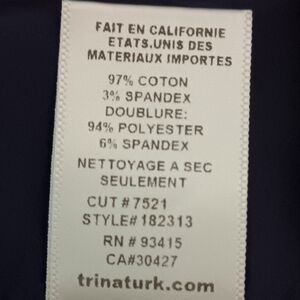 FAIT EN CALIFORNIE
ETATS.UNIS DES
MATERIAUX IMPORTES
97% COTON
3% SPANDEX
DOUBLURE:
94% POLYESTER
6% SPANDEX
NETTOYAGE A SEC
SEULEMENT
CUT # 7521
STYLE# 182313
RN # 93415
CA#30427
trinaturk.com